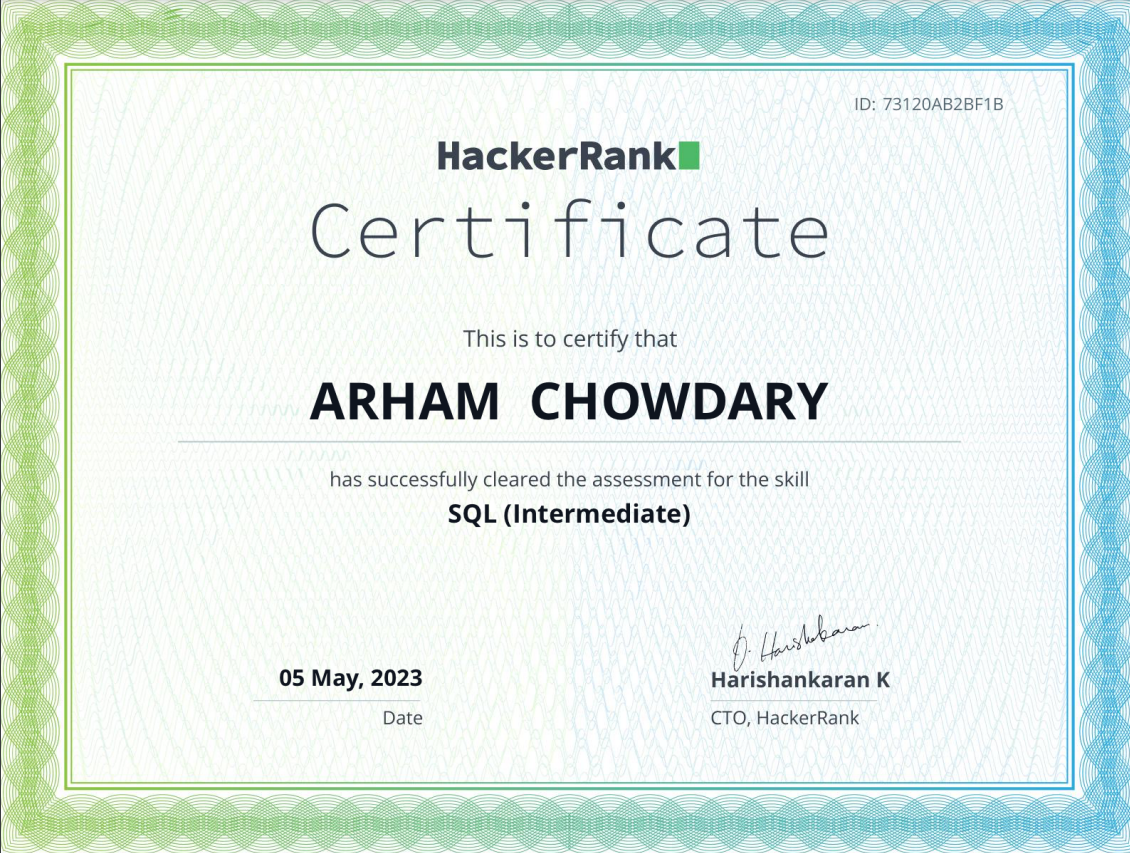 ID: 73120AB2BF1B
HackerRank
Certificate
This is to certify that
ARHAM CHOWDARY
has successfully cleared the assessment for the skill
SQL (Intermediate)
05 May, 2023
Date
Harishankaran K
CTO, HackerRank